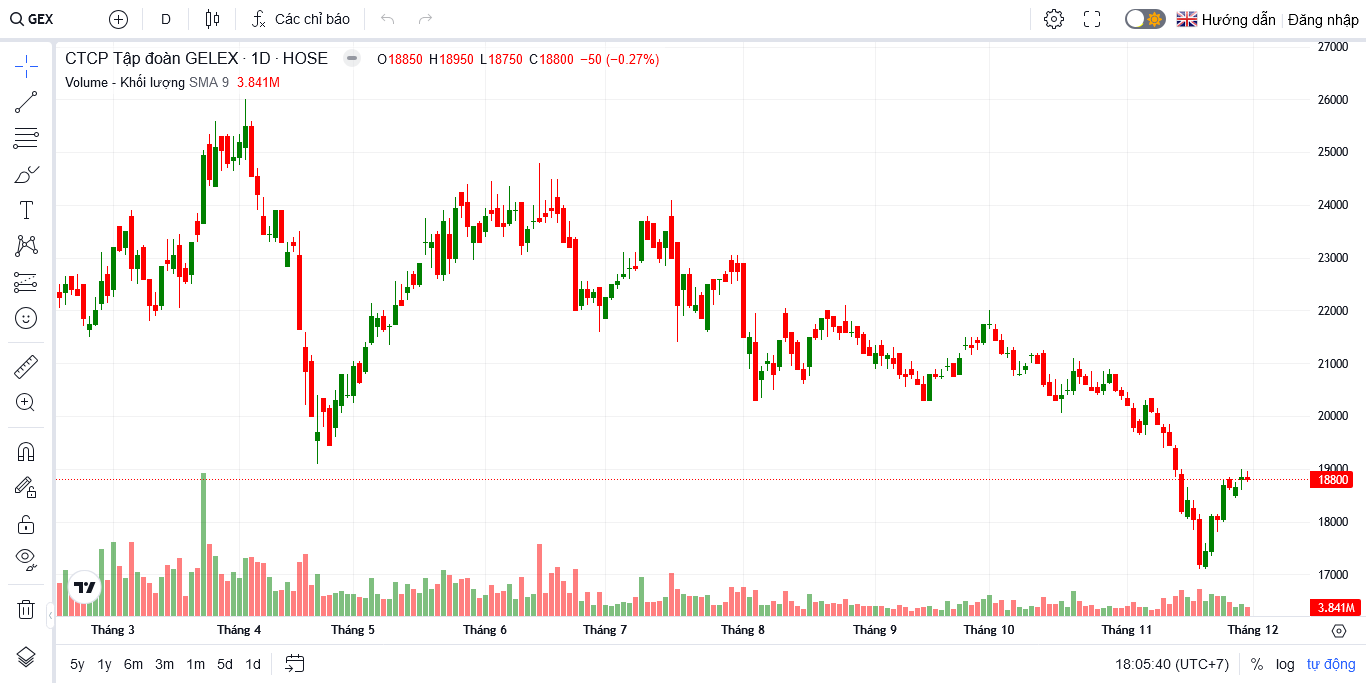 GEX D Các chỉ báo Hướng dẫn Đăng nhập
CTCP Tập đoàn GELEX · 1D · HOSE O18850 H18950 L18750 C18800 −50 (−0.27%)
Volume - Khối lượng SMA 9 3.841M
27000
26000
25000
24000
23000
22000
21000
20000
19000
18800
18000
17000
3.841M
Tháng 3 Tháng 4 Tháng 5 Tháng 6 Tháng 7 Tháng 8 Tháng 9 Tháng 10 Tháng 11 Tháng 12
5y 1y 6m 3m 1m 5d 1d 18:05:40 (UTC+7) % log tự động